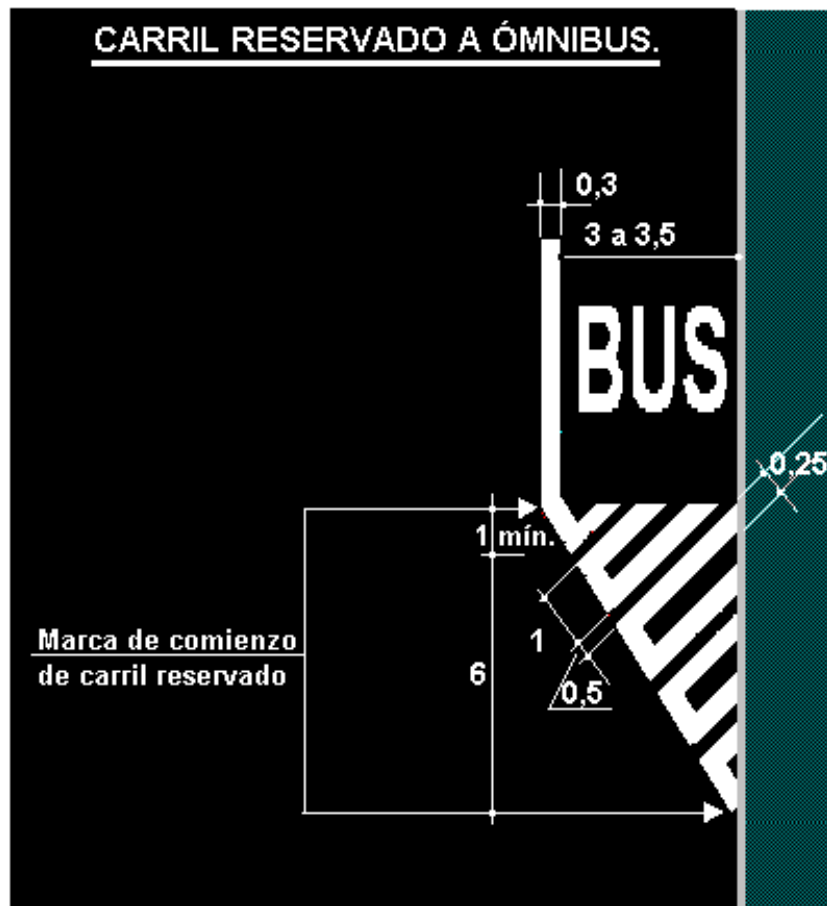 CARRIL RESERVADO A ÓMNIBUS.
0,3
3 a 3,5
BUS
0,25
1 mín.
1
Marca de comienzo
de carril reservado
6
0,5